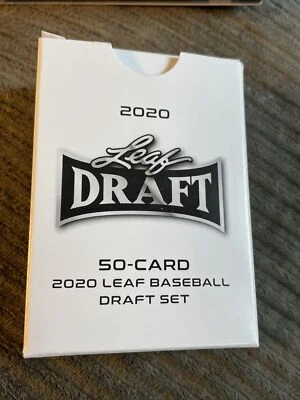 2020
Leaf
DRAFT
50-CARD
2020 LEAF BASEBALL
DRAFT SET